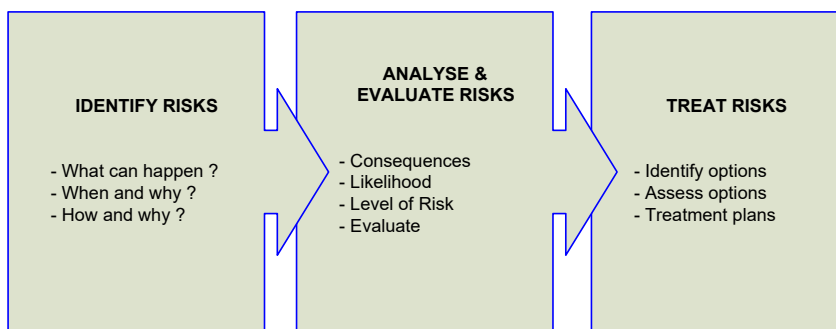 IDENTIFY RISKS
- What can happen ?
- When and why ?
- How and why ?
ANALYSE &
EVALUATE RISKS
- Consequences
- Likelihood
- Level of Risk
- Evaluate
TREAT RISKS
- Identify options
- Assess options
- Treatment plans